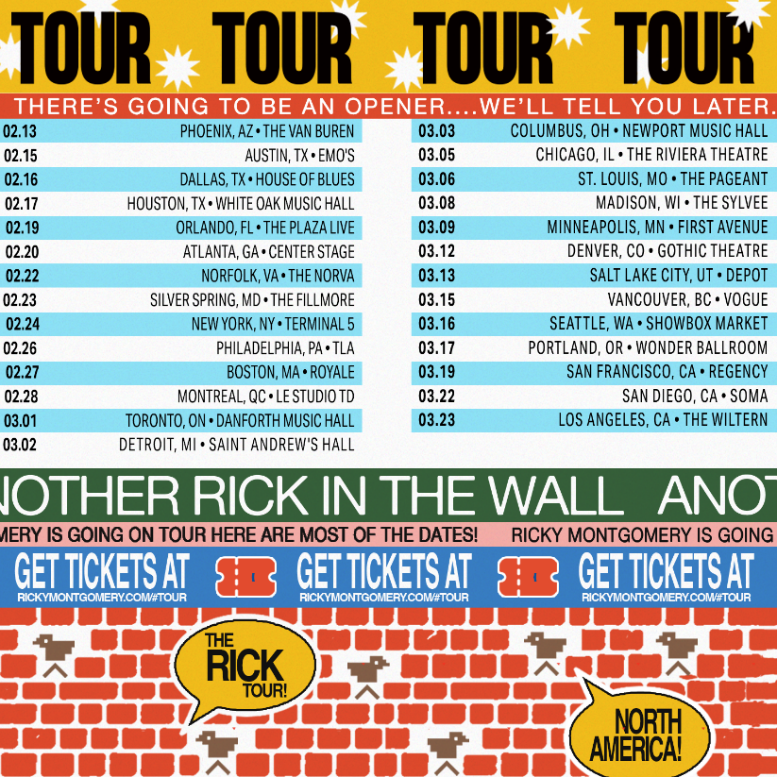 TOUR TOUR TOUR TOUR
THERE'S GOING TO BE AN OPENER....WE'LL TELL YOU LATER.
02.13 PHOENIX, AZ • THE VAN BUREN
02.15 AUSTIN, TX • EMO'S
02.16 DALLAS, TX • HOUSE OF BLUES
02.17 HOUSTON, TX • WHITE OAK MUSIC HALL
02.19 ORLANDO, FL • THE PLAZA LIVE
02.20 ATLANTA, GA • CENTER STAGE
02.22 NORFOLK, VA • THE NORVA
02.23 SILVER SPRING, MD • THE FILLMORE
02.24 NEW YORK, NY • TERMINAL 5
02.26 PHILADELPHIA, PA • TLA
02.27 BOSTON, MA • ROYALE
02.28 MONTREAL, QC • LE STUDIO TD
03.01 TORONTO, ON • DANFORTH MUSIC HALL
03.02 DETROIT, MI • SAINT ANDREW'S HALL
03.03 COLUMBUS, OH • NEWPORT MUSIC HALL
03.05 CHICAGO, IL • THE RIVIERA THEATRE
03.06 ST. LOUIS, MO • THE PAGEANT
03.08 MADISON, WI • THE SYLVEE
03.09 MINNEAPOLIS, MN • FIRST AVENUE
03.12 DENVER, CO • GOTHIC THEATRE
03.13 SALT LAKE CITY, UT • DEPOT
03.15 VANCOUVER, BC • VOGUE
03.16 SEATTLE, WA • SHOWBOX MARKET
03.17 PORTLAND, OR • WONDER BALLROOM
03.19 SAN FRANCISCO, CA • REGENCY
03.22 SAN DIEGO, CA • SOMA
03.23 LOS ANGELES, CA • THE WILTERN
NOTHER RICK IN THE WALL ANOT
MERY IS GOING ON TOUR HERE ARE MOST OF THE DATES! RICKY MONTGOMERY IS GOING
GET TICKETS AT GET TICKETS AT GET TICKETS AT
RICKYMONTGOMERY.COM/#TOUR RICKYMONTGOMERY.COM/#TOUR RICKYMONTGOMERY.COM/#TOUR
THE
RICK
TOUR!
NORTH
AMERICA!